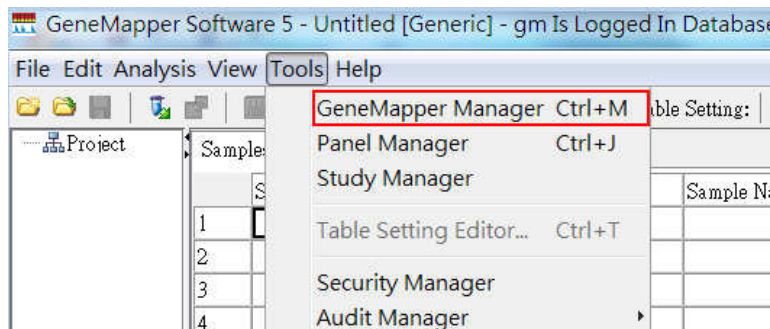 GeneMapper Software 5 - Untitled [Generic] - gm Is Logged In Database
File Edit Analysis View Tools Help
GeneMapper Manager Ctrl+M
Table Setting:
Project
Samples
Panel Manager Ctrl+J
Study Manager
Sample Na
1
Table Setting Editor... Ctrl+T
2
3
Security Manager
4
Audit Manager